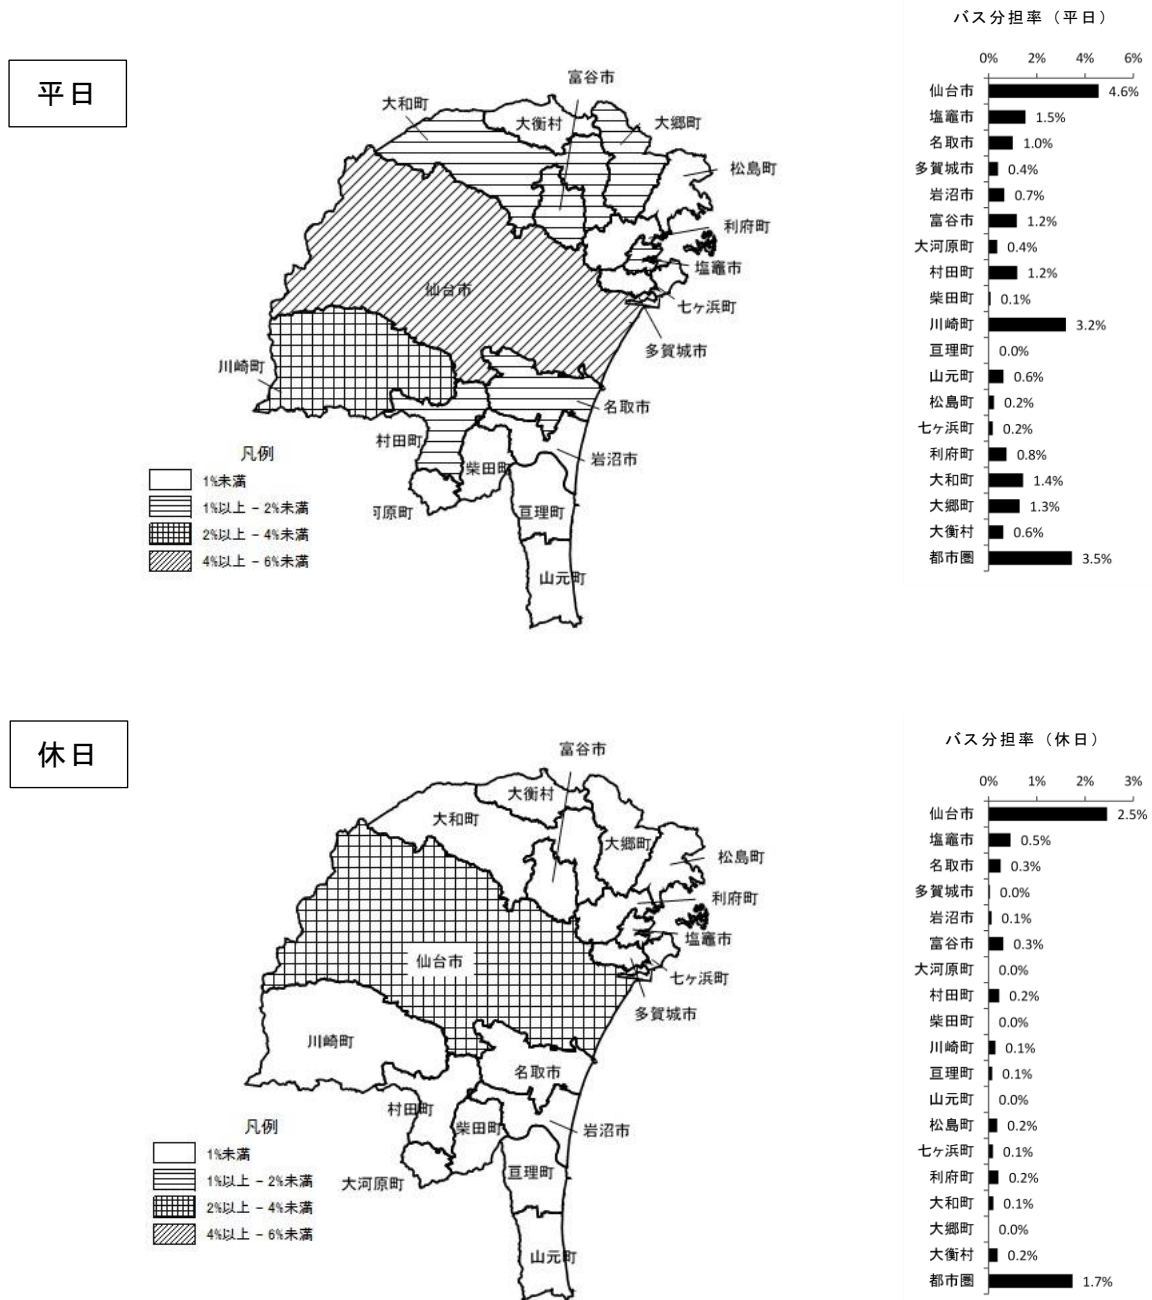 平日
富谷市
大和町
大衡村
大郷町
松島町
利府町
塩竈市
仙台市
七ヶ浜町
多賀城市
川崎町
名取市
村田町
岩沼市
柴田町
河原町
亘理町
山元町
凡例
1%未満
1%以上 - 2%未満
2%以上 - 4%未満
4%以上 - 6%未満
バス分担率（平日）
0% 2% 4% 6%
仙台市 4.6%
塩竈市 1.5%
名取市 1.0%
多賀城市 0.4%
岩沼市 0.7%
富谷市 1.2%
大河原町 0.4%
村田町 1.2%
柴田町 0.1%
川崎町 3.2%
亘理町 0.0%
山元町 0.6%
松島町 0.2%
七ヶ浜町 0.2%
利府町 0.8%
大和町 1.4%
大郷町 1.3%
大衡村 0.6%
都市圏 3.5%
休日
富谷市
大衡村
大和町
大郷町
松島町
利府町
塩竈市
仙台市
七ヶ浜町
多賀城市
川崎町
名取市
村田町
柴田町
岩沼市
大河原町
亘理町
山元町
凡例
1%未満
1%以上 - 2%未満
2%以上 - 4%未満
4%以上 - 6%未満
バス分担率（休日）
0% 1% 2% 3%
仙台市 2.5%
塩竈市 0.5%
名取市 0.3%
多賀城市 0.0%
岩沼市 0.1%
富谷市 0.3%
大河原町 0.0%
村田町 0.2%
柴田町 0.0%
川崎町 0.1%
亘理町 0.1%
山元町 0.0%
松島町 0.2%
七ヶ浜町 0.1%
利府町 0.2%
大和町 0.1%
大郷町 0.0%
大衡村 0.2%
都市圏 1.7%